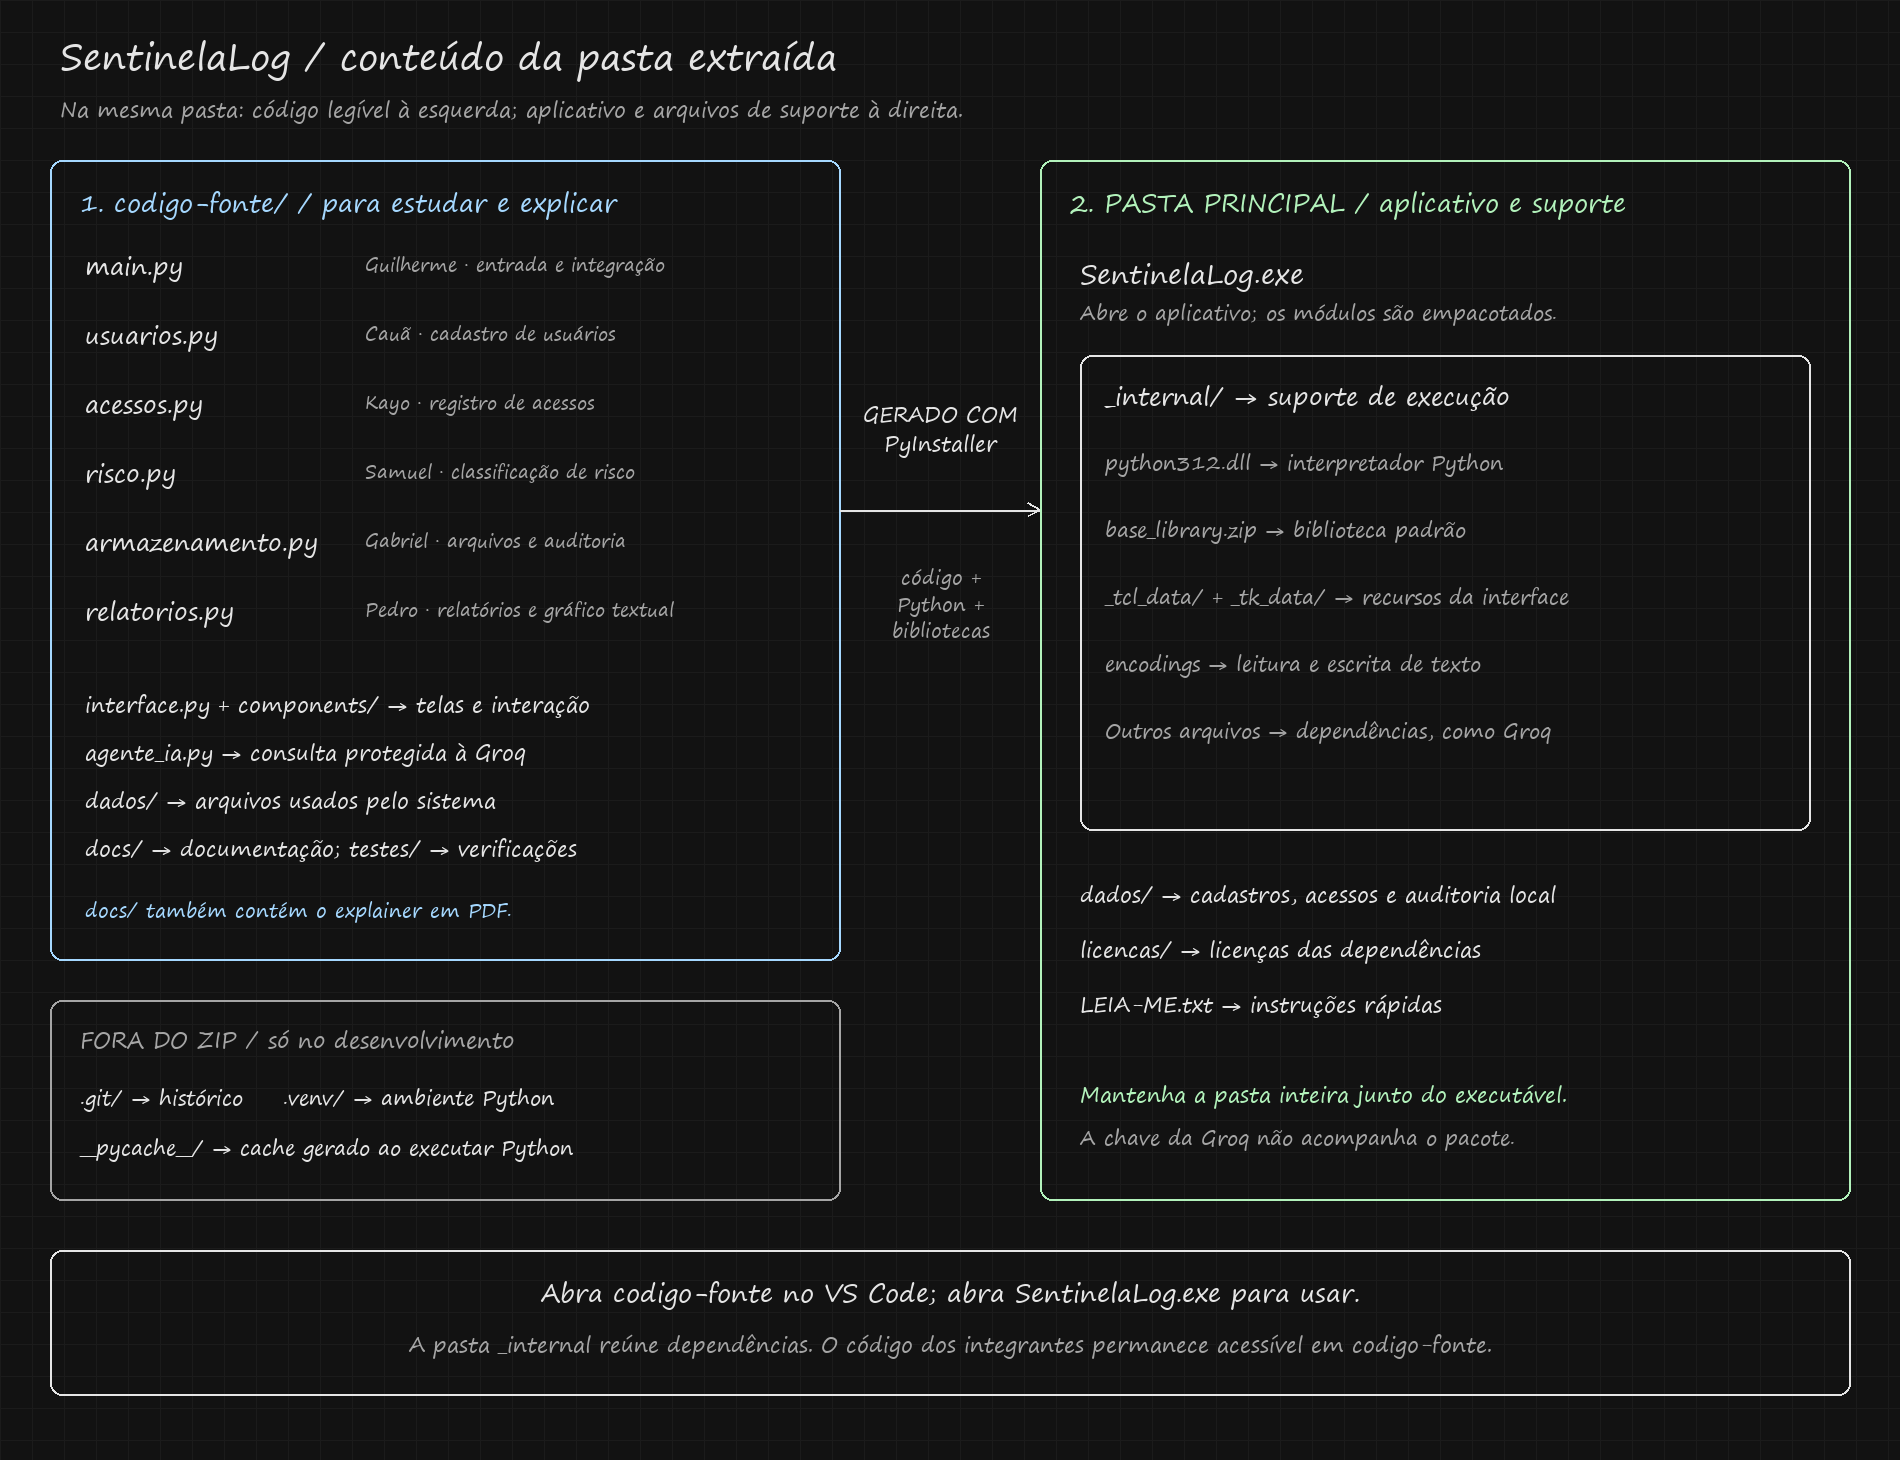 SentinelaLog / conteúdo da pasta extraída
Na mesma pasta: código legível à esquerda; aplicativo e arquivos de suporte à direita.
1. codigo-fonte/ / para estudar e explicar
main.py Guilherme · entrada e integração
usuarios.py Cauã · cadastro de usuários
acessos.py Kayo · registro de acessos
risco.py Samuel · classificação de risco
armazenamento.py Gabriel · arquivos e auditoria
relatorios.py Pedro · relatórios e gráfico textual
interface.py + components/ → telas e interação
agente_ia.py → consulta protegida à Groq
dados/ → arquivos usados pelo sistema
docs/ → documentação; testes/ → verificações
docs/ também contém o explainer em PDF.
GERADO COM
PyInstaller
código +
Python +
bibliotecas
2. PASTA PRINCIPAL / aplicativo e suporte
SentinelaLog.exe
Abre o aplicativo; os módulos são empacotados.
_internal/ → suporte de execução
python312.dll → interpretador Python
base_library.zip → biblioteca padrão
_tcl_data/ + _tk_data/ → recursos da interface
encodings → leitura e escrita de texto
Outros arquivos → dependências, como Groq
dados/ → cadastros, acessos e auditoria local
licencas/ → licenças das dependências
LEIA-ME.txt → instruções rápidas
Mantenha a pasta inteira junto do executável.
A chave da Groq não acompanha o pacote.
FORA DO ZIP / só no desenvolvimento
.git/ → histórico .venv/ → ambiente Python
__pycache__/ → cache gerado ao executar Python
Abra codigo-fonte no VS Code; abra SentinelaLog.exe para usar.
A pasta _internal reúne dependências. O código dos integrantes permanece acessível em codigo-fonte.